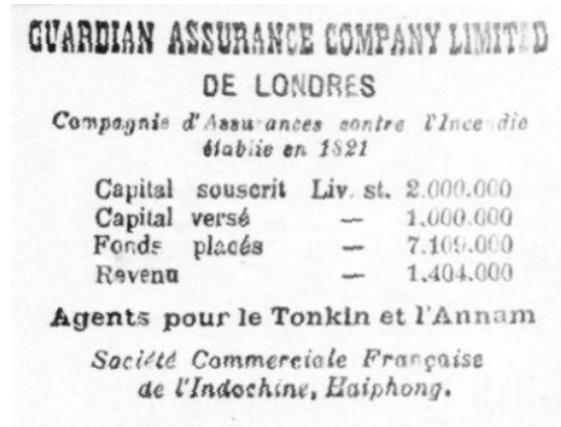 GUARDIAN ASSURANCE COMPANY LIMITED
DE LONDRES
Compagnie d'Assurances contre l'Incendie
établie en 1821
Capital souscrit Liv. st. 2.000.000
Capital versé — 1.000.000
Fonds placés — 7.109.000
Revenu — 1.404.000
Agents pour le Tonkin et l'Annam
Société Commerciale Française
de l'Indochine, Haiphong.